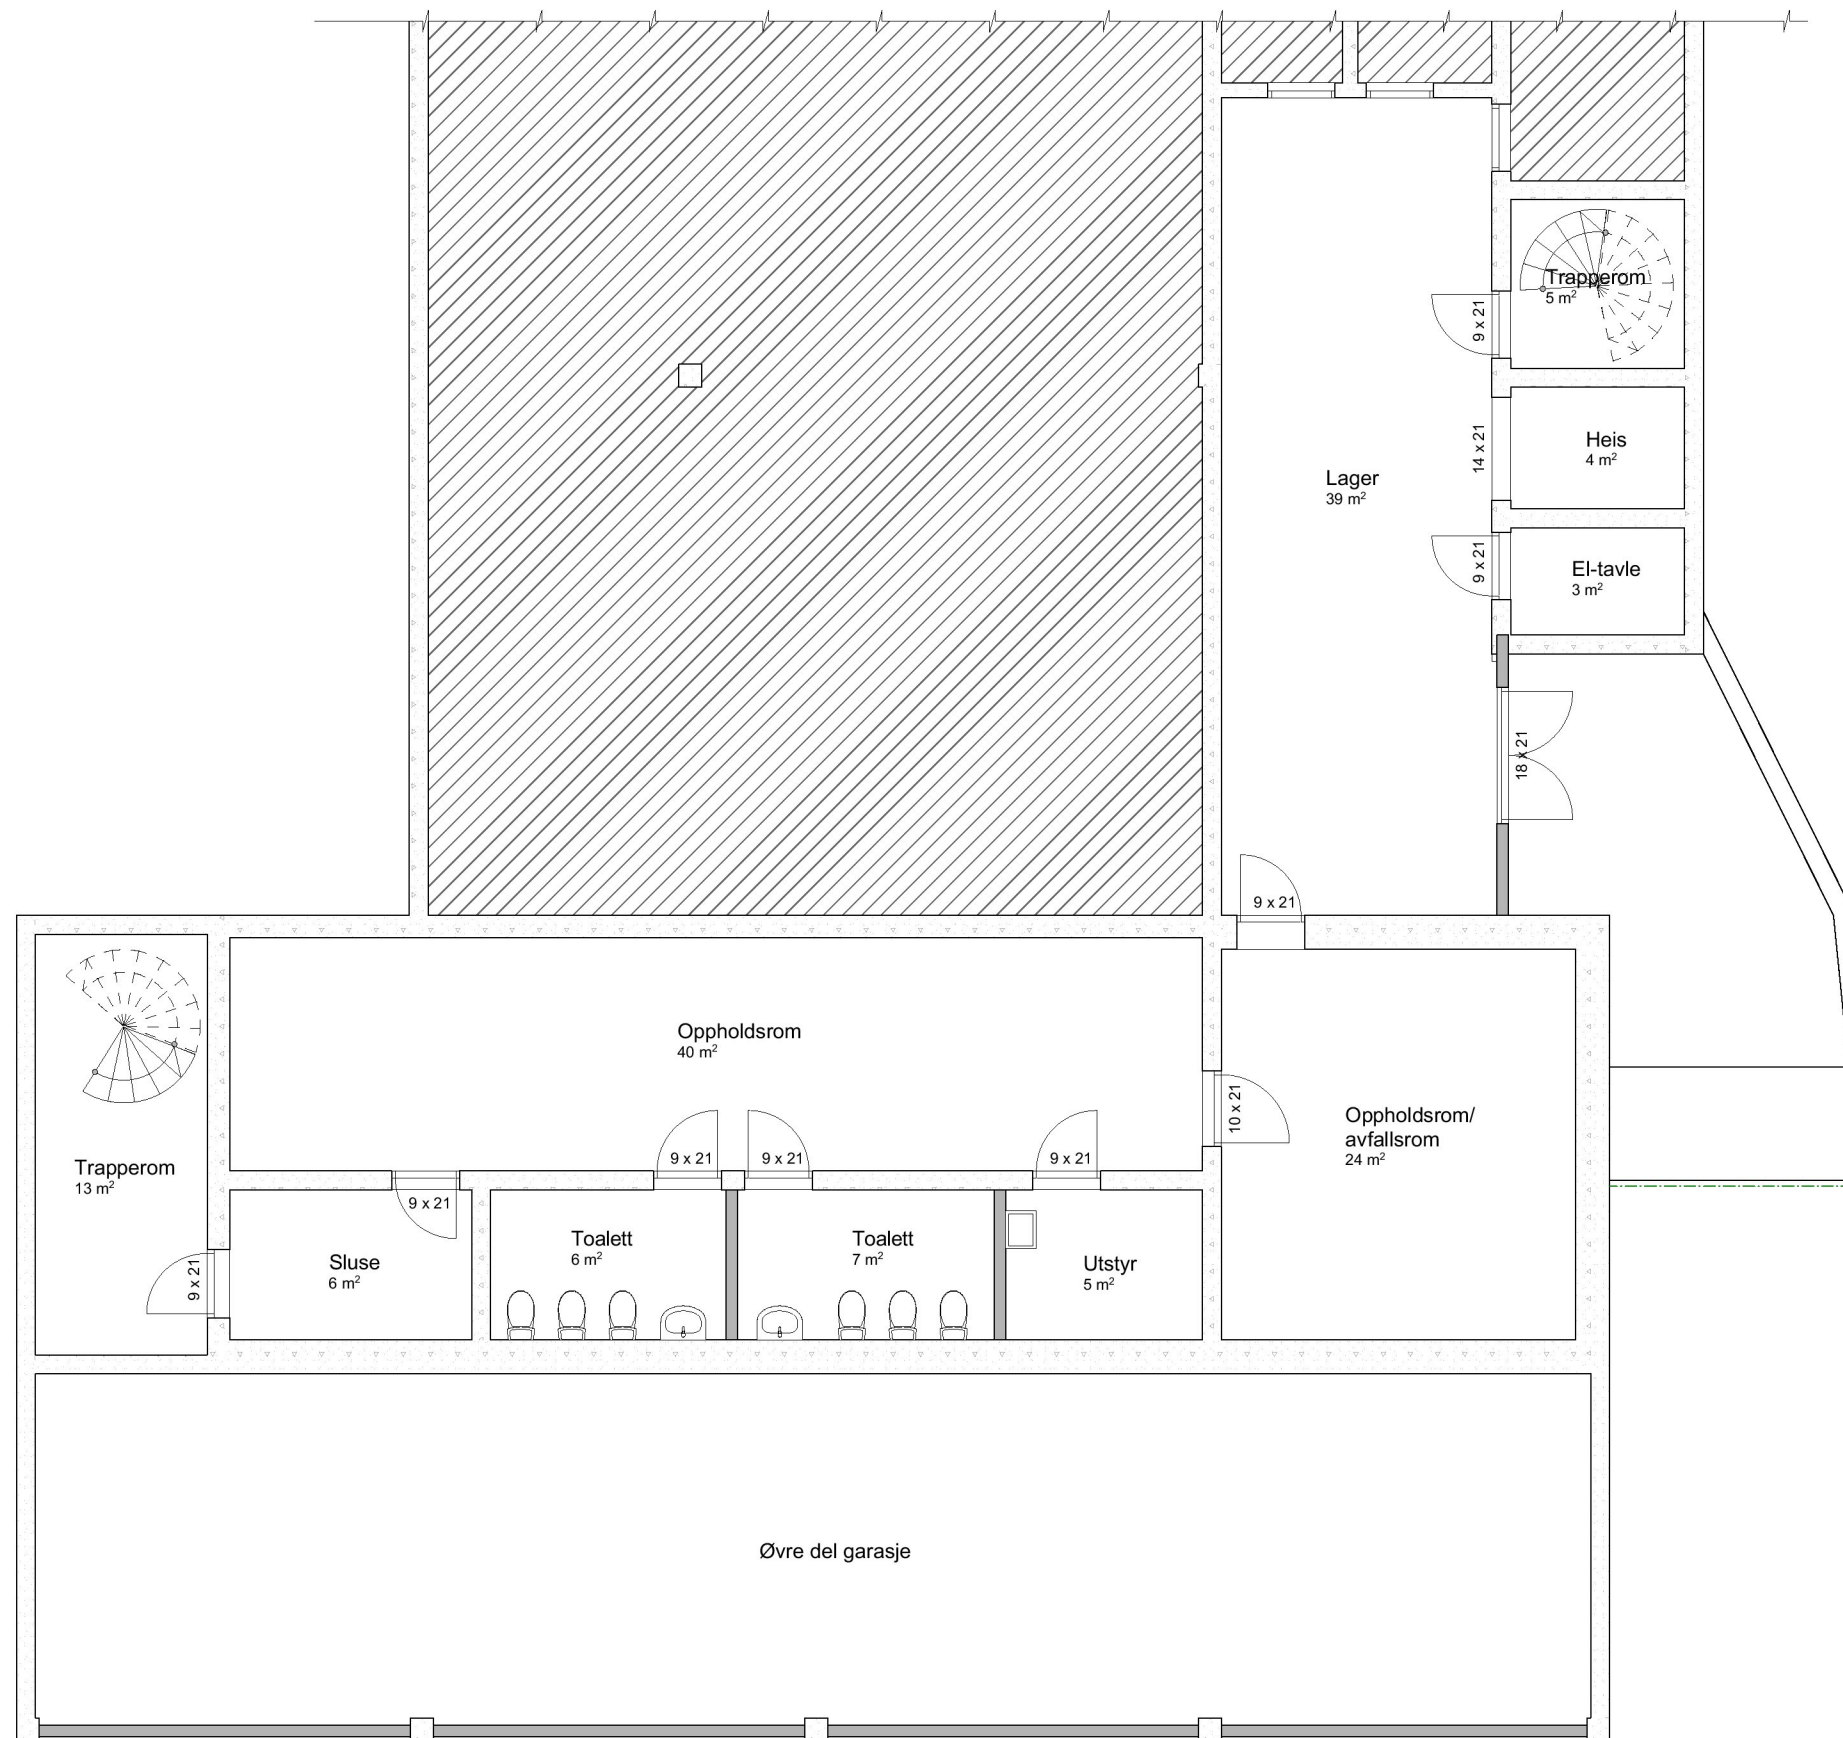 Trapperom
5 m²
9 x 21
Heis
4 m²
14 x 21
Lager
39 m²
El-tavle
3 m²
9 x 21
18 x 21
9 x 21
Oppholdsrom
40 m²
10 x 21
Oppholdsrom/
avfallsrom
24 m²
Trapperom
13 m²
9 x 21
9 x 21
9 x 21
9 x 21
Toalett
6 m²
Toalett
7 m²
Sluse
6 m²
Utstyr
5 m²
9 x 21
Øvre del garasje